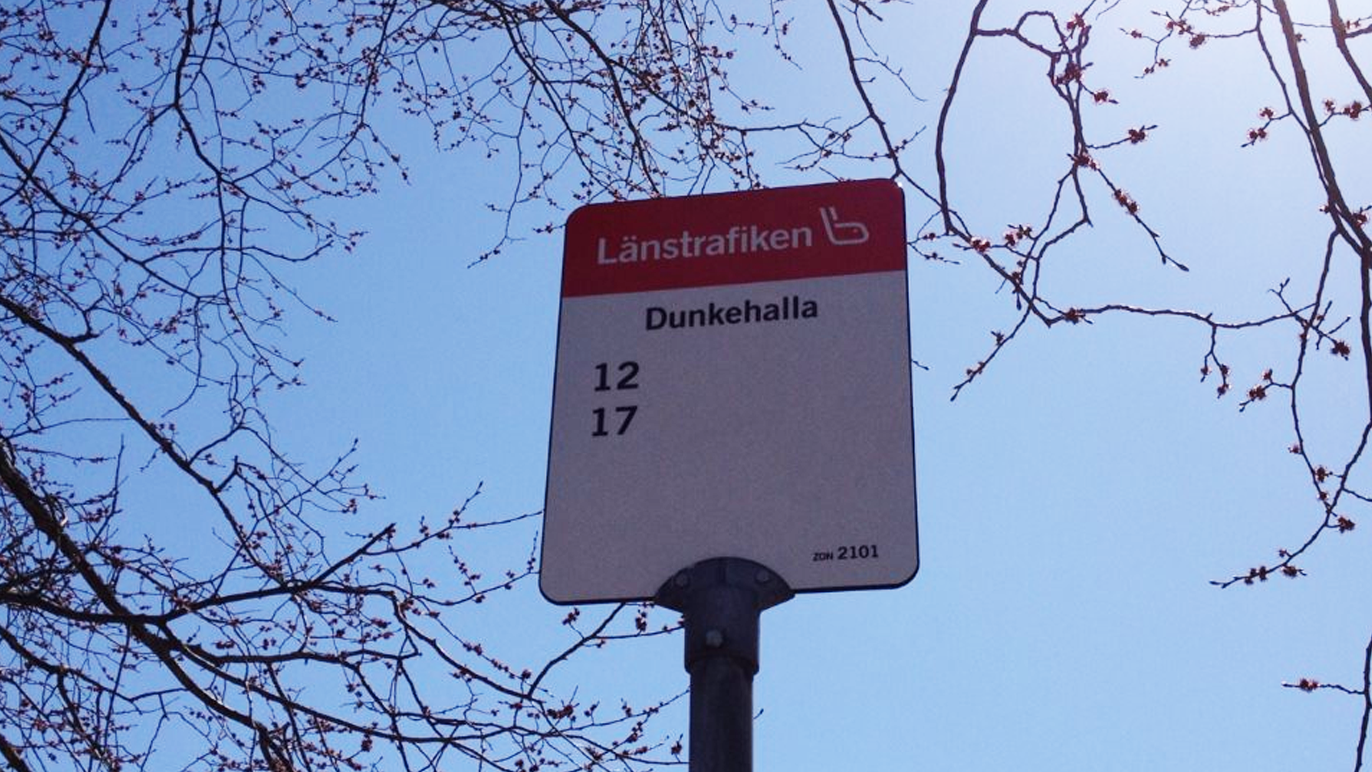 Länstrafiken
Dunkehalla
12
17
ZON 2101